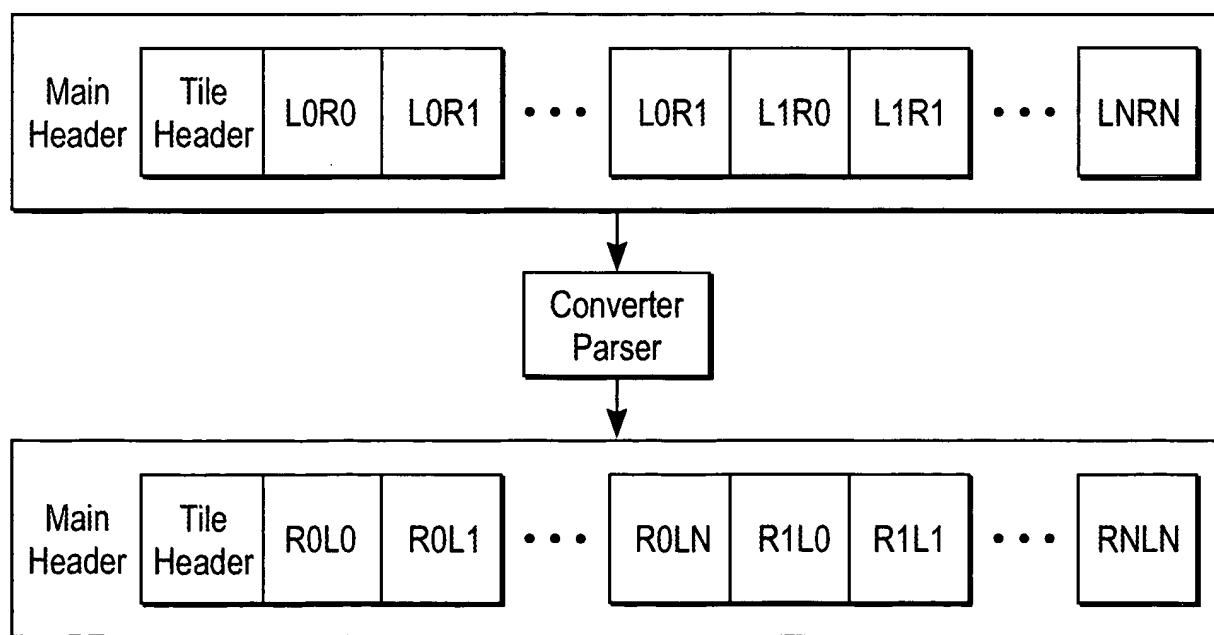 Main Header
Tile Header
L0R0
L0R1
• • •
L0R1
L1R0
L1R1
• • •
LNRN
Converter
Parser
Main Header
Tile Header
R0L0
R0L1
• • •
R0LN
R1L0
R1L1
• • •
RNLN